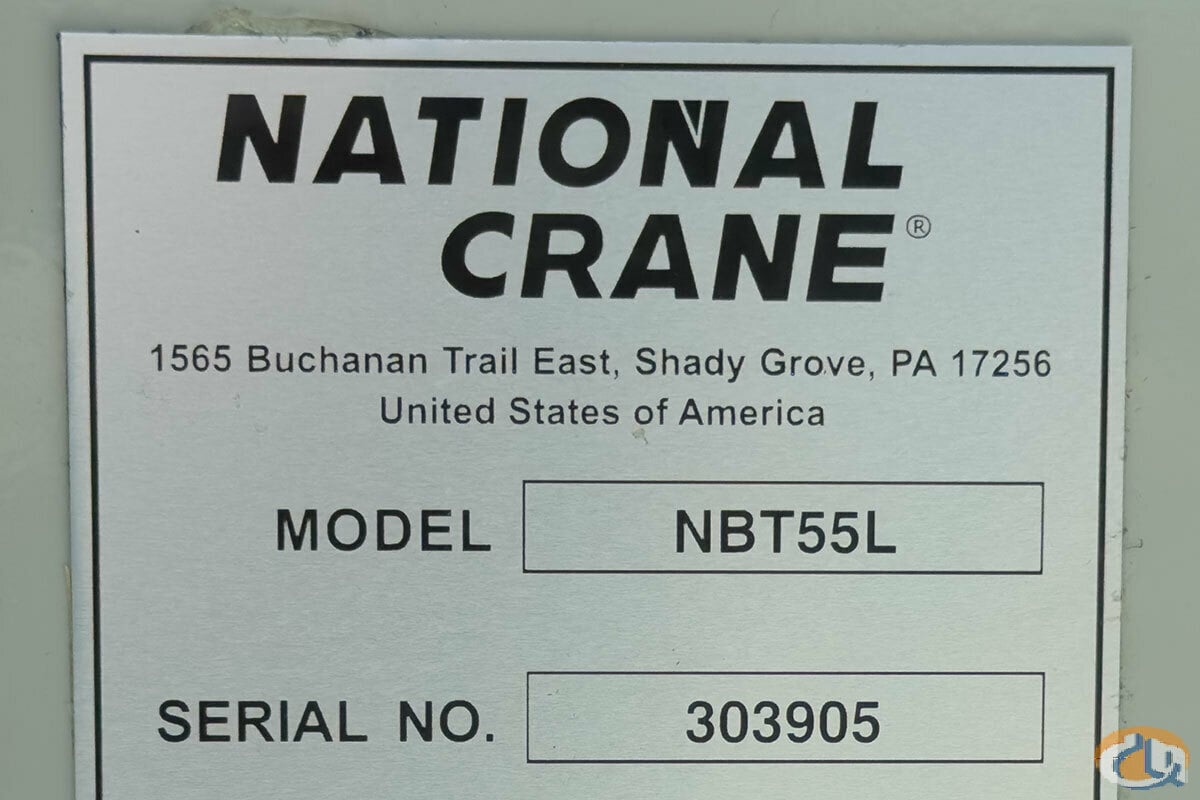 NATIONAL
CRANE®
1565 Buchanan Trail East, Shady Grove, PA 17256
United States of America
MODEL NBT55L
SERIAL NO. 303905